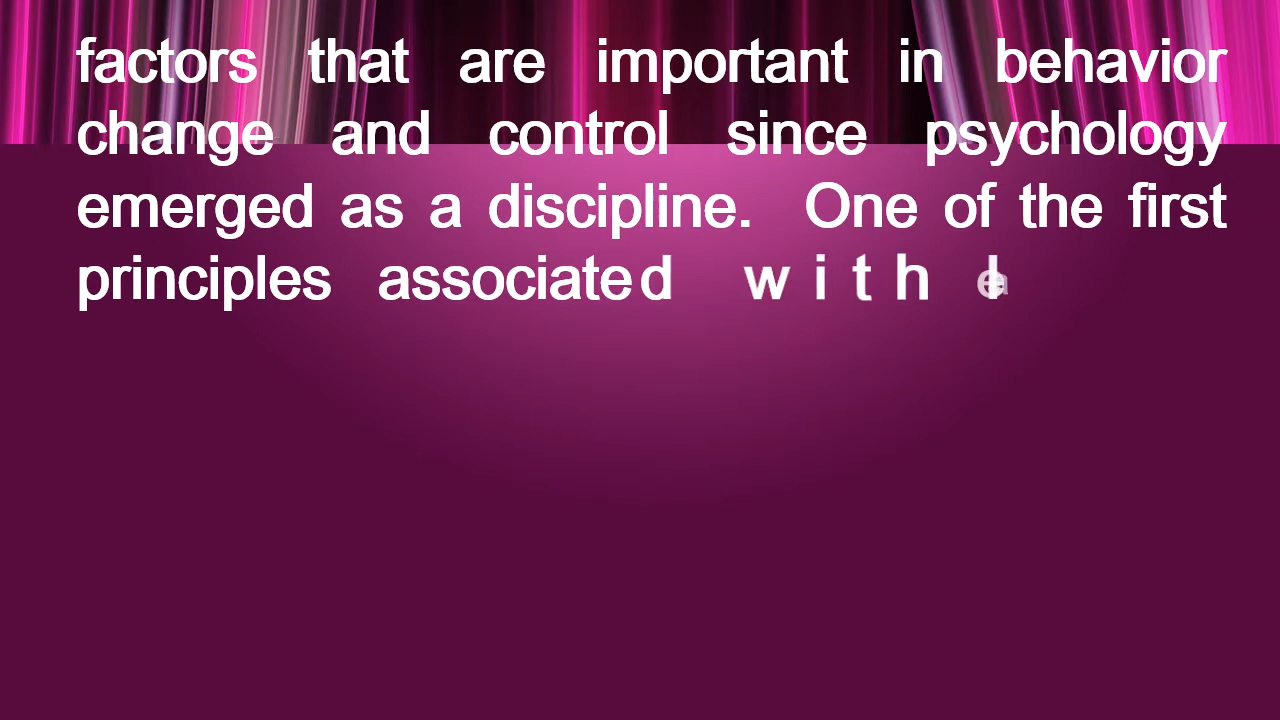 factors that are important in behavior
change and control since psychology
emerged as a discipline. One of the first
principles associated with